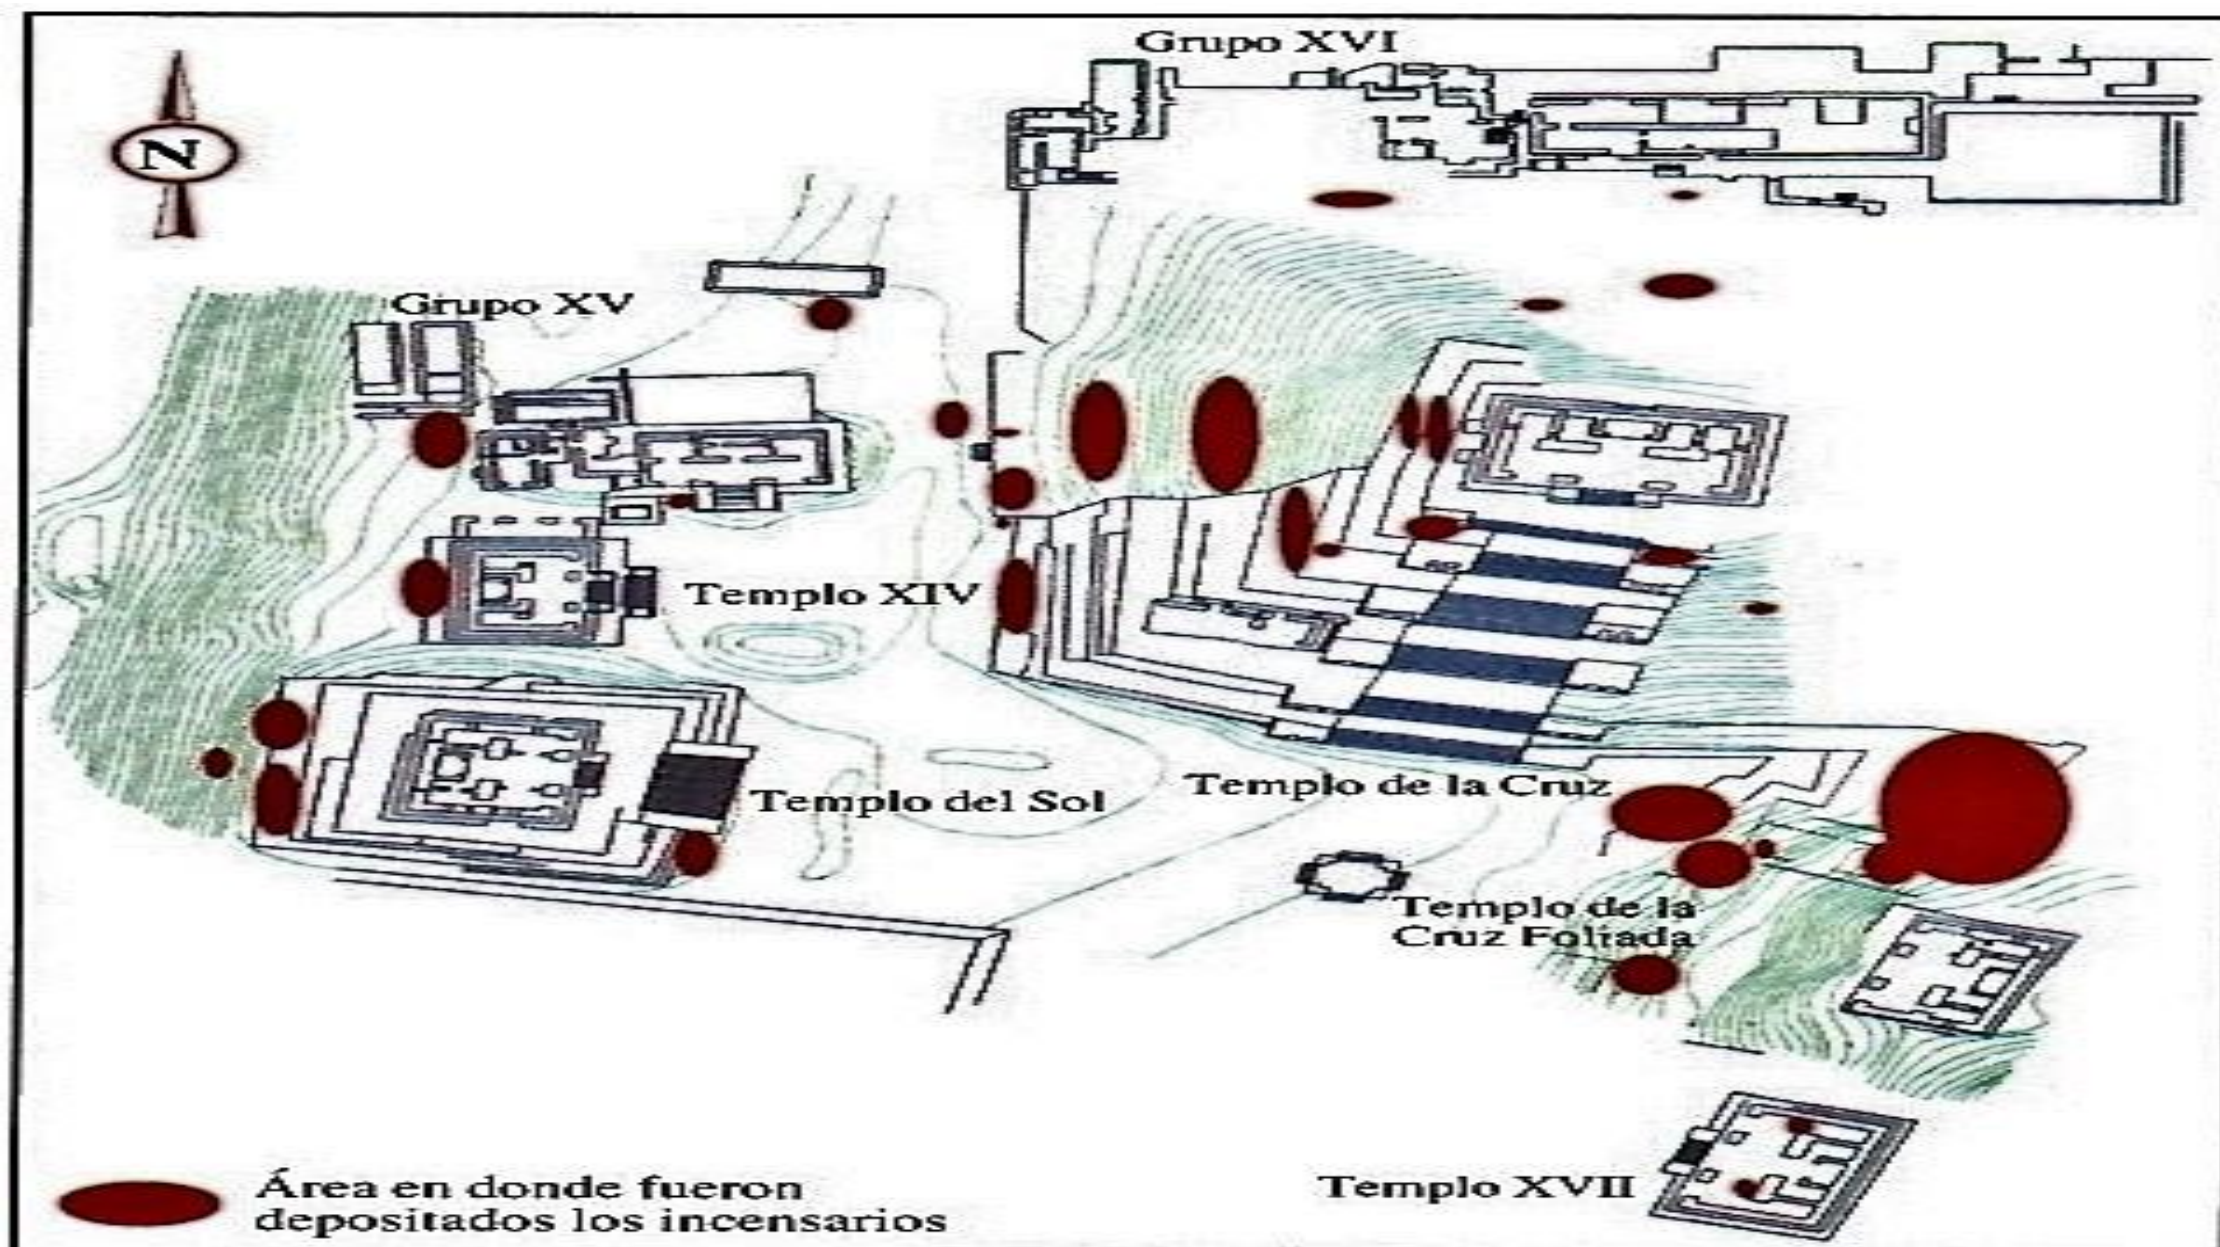 Grupo XVI
N
Grupo XV
Templo XIV
Templo del Sol
Templo de la Cruz
Templo de la
Cruz Foliada
Templo XVII
Área en donde fueron
depositados los incensarios